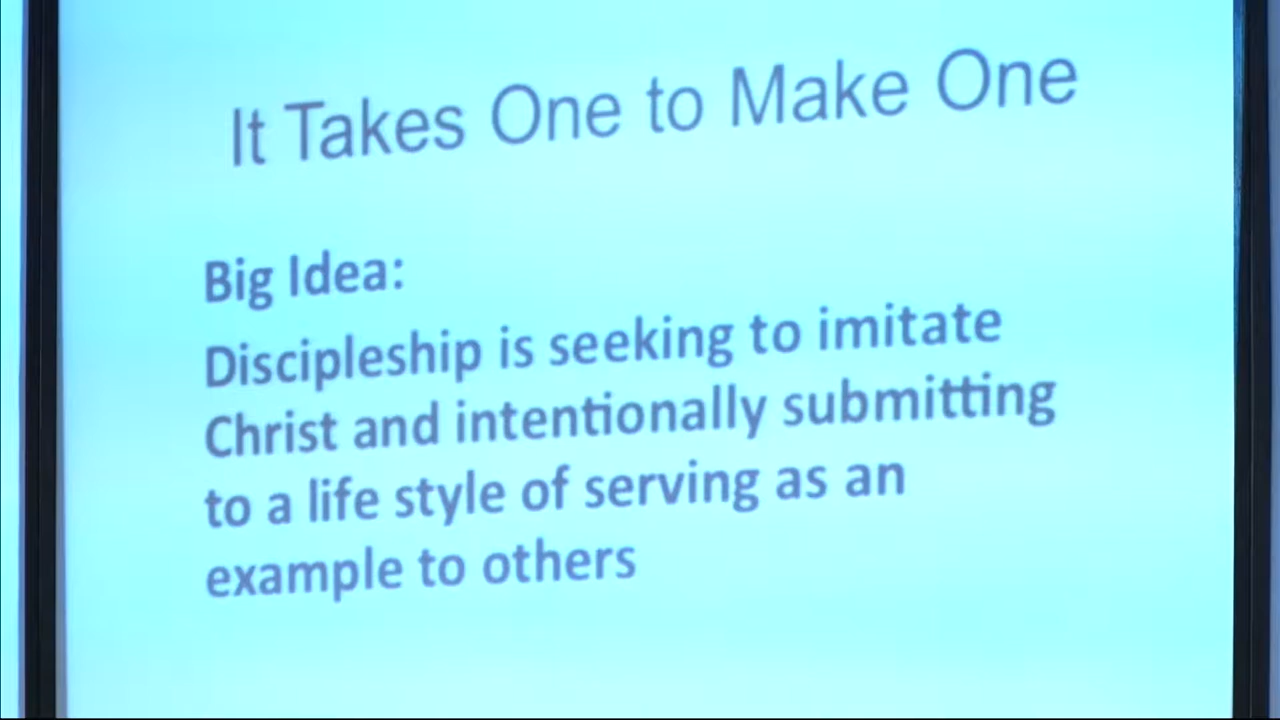 It Takes One to Make One
Big Idea:
Discipleship is seeking to imitate
Christ and intentionally submitting
to a life style of serving as an
example to others